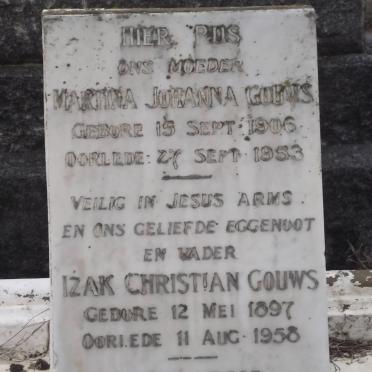 HIER RUS
ONS MOEDER
MARTINA JOHANNA GOUWS
GEBORE 15 SEPT 1906
OORLEDE: 27 SEPT 1953
VEILIG IN JESUS ARMS.
EN ONS GELIEFDE EGGENOOT
EN VADER
IZAK CHRISTIAN GOUWS
GEBORE 12 MEI 1897
OORLEDE 11 AUG. 1958